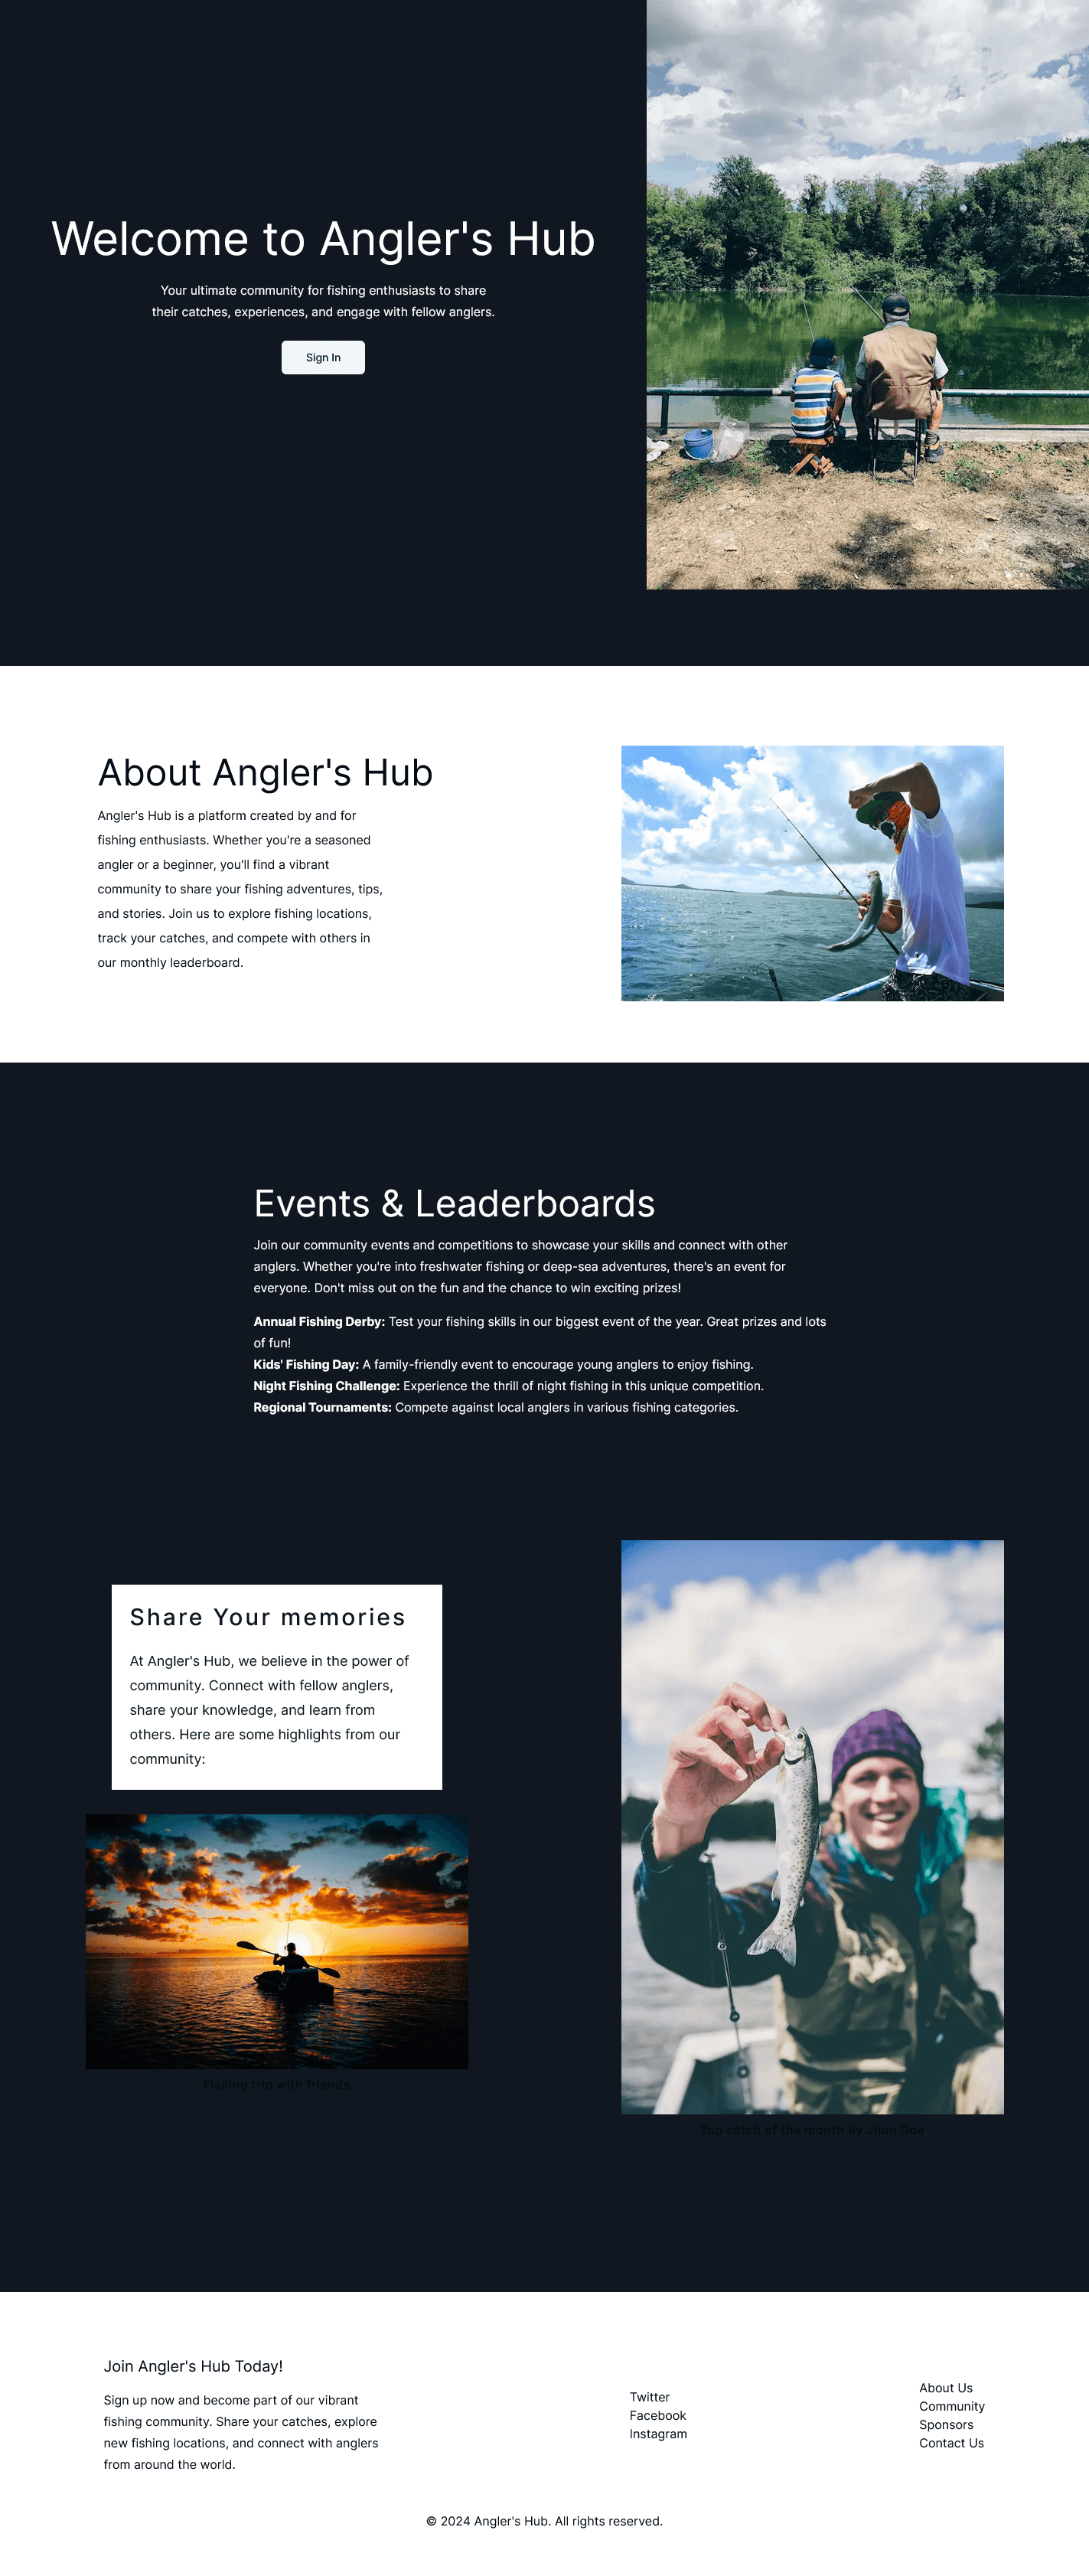 Welcome to Angler's Hub
Your ultimate community for fishing enthusiasts to share
their catches, experiences, and engage with fellow anglers.
Sign In
About Angler's Hub
Angler's Hub is a platform created by and for
fishing enthusiasts. Whether you're a seasoned
angler or a beginner, you'll find a vibrant
community to share your fishing adventures, tips,
and stories. Join us to explore fishing locations,
track your catches, and compete with others in
our monthly leaderboard.
Events & Leaderboards
Join our community events and competitions to showcase your skills and connect with other
anglers. Whether you're into freshwater fishing or deep-sea adventures, there's an event for
everyone. Don't miss out on the fun and the chance to win exciting prizes!
Annual Fishing Derby: Test your fishing skills in our biggest event of the year. Great prizes and lots
of fun!
Kids' Fishing Day: A family-friendly event to encourage young anglers to enjoy fishing.
Night Fishing Challenge: Experience the thrill of night fishing in this unique competition.
Regional Tournaments: Compete against local anglers in various fishing categories.
Share Your memories
At Angler's Hub, we believe in the power of
community. Connect with fellow anglers,
share your knowledge, and learn from
others. Here are some highlights from our
community:
Fishing trip with friends
Top catch of the month By Jhon Doe
Join Angler's Hub Today!
Sign up now and become part of our vibrant
fishing community. Share your catches, explore
new fishing locations, and connect with anglers
from around the world.
Twitter
Facebook
Instagram
About Us
Community
Sponsors
Contact Us
© 2024 Angler's Hub. All rights reserved.